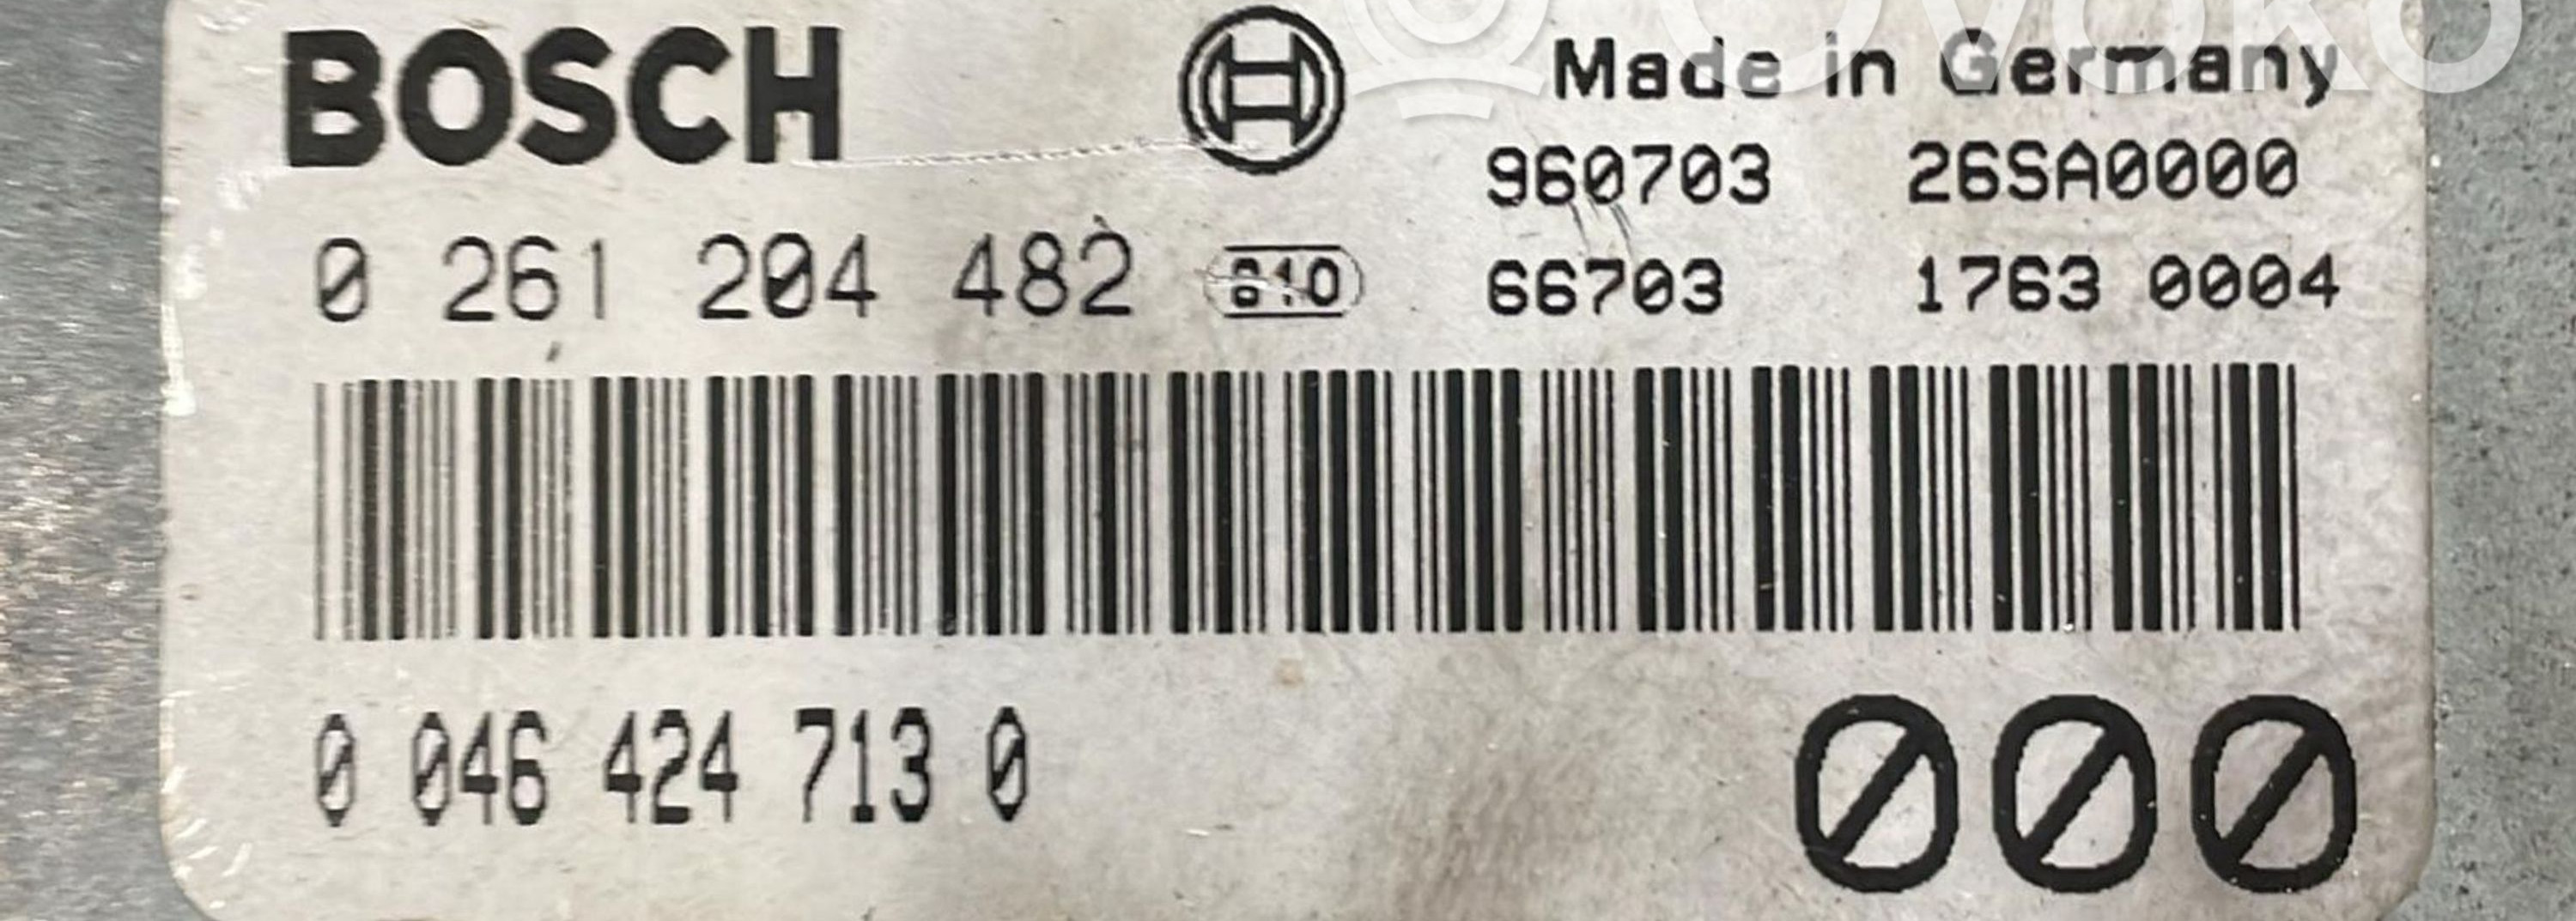 OVOKO
BOSCH Made in Germany
960703 26SA0000
0 261 204 482 66703 1763 0004
0 046 424 713 0 000